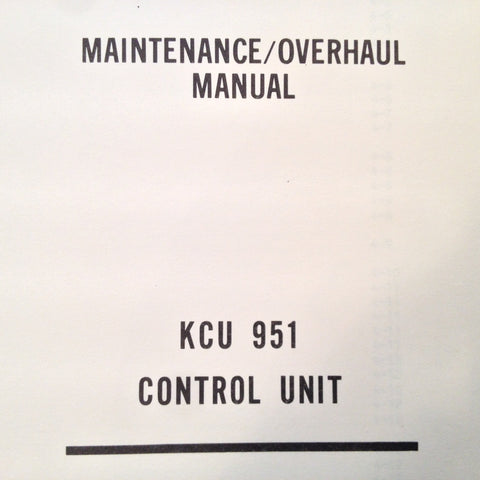 MAINTENANCE/OVERHAUL
MANUAL
KCU 951
CONTROL UNIT